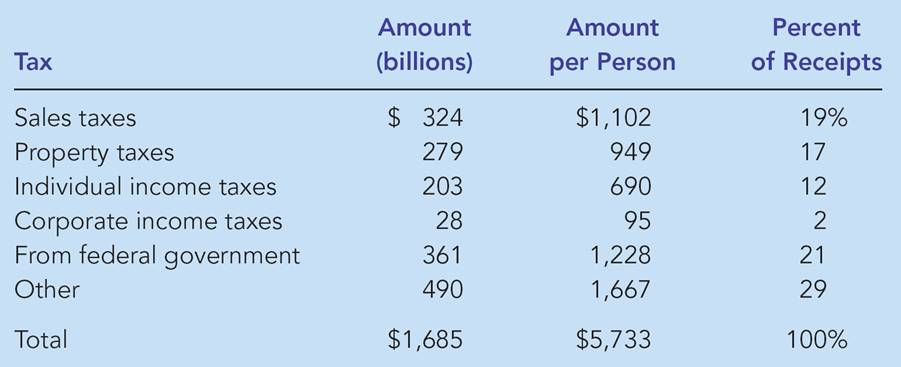 Tax Amount (billions) Amount per Person Percent of Receipts
Sales taxes $ 324 $1,102 19%
Property taxes 279 949 17
Individual income taxes 203 690 12
Corporate income taxes 28 95 2
From federal government 361 1,228 21
Other 490 1,667 29
Total $1,685 $5,733 100%